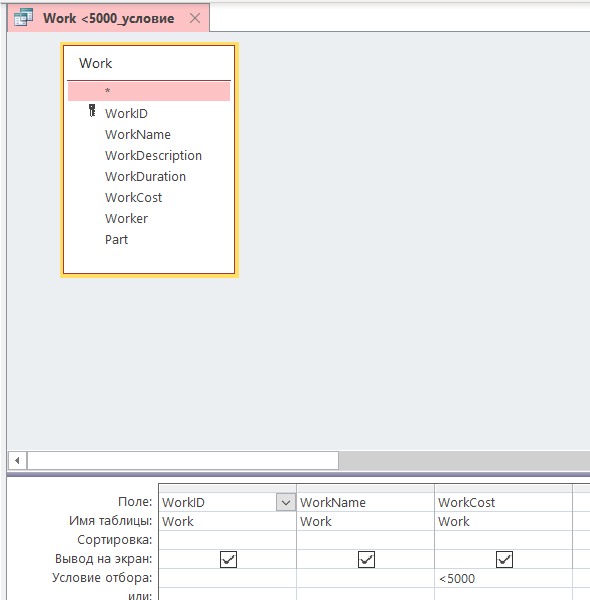 Work <5000_условие
Work
*
WorkID
WorkName
WorkDescription
WorkDuration
WorkCost
Worker
Part
Поле: WorkID WorkName WorkCost
Имя таблицы: Work Work Work
Сортировка:
Вывод на экран:
Условие отбора: <5000
или: